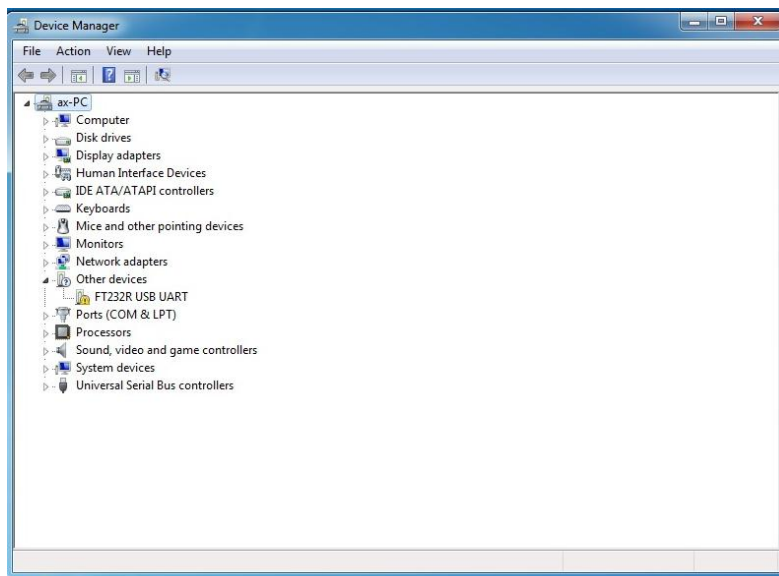 Device Manager
File Action View Help
ax-PC
Computer
Disk drives
Display adapters
Human Interface Devices
IDE ATA/ATAPI controllers
Keyboards
Mice and other pointing devices
Monitors
Network adapters
Other devices
FT232R USB UART
Ports (COM & LPT)
Processors
Sound, video and game controllers
System devices
Universal Serial Bus controllers